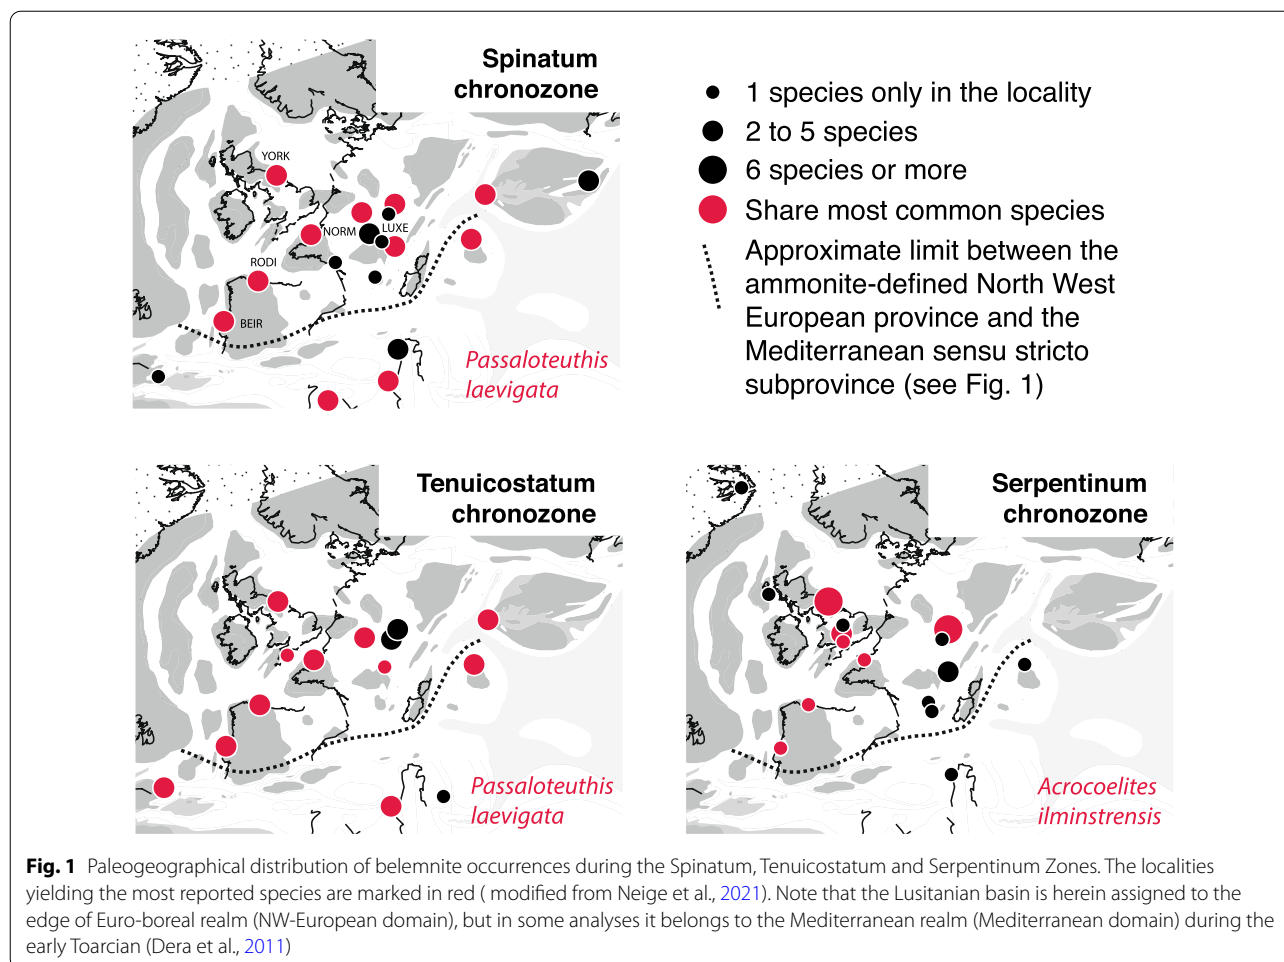 Spinatum
chronozone
YORK
NORM
LUXE
RODI
BEIR
Passaloteuthis
laevigata
1 species only in the locality
2 to 5 species
6 species or more
Share most common species
Approximate limit between the
ammonite-defined North West
European province and the
Mediterranean sensu stricto
subprovince (see Fig. 1)
Tenuicostatum
chronozone
Passaloteuthis
laevigata
Serpentinum
chronozone
Acrocoelites
ilminstrensis
Fig. 1 Paleogeographical distribution of belemnite occurrences during the Spinatum, Tenuicostatum and Serpentinum Zones. The localities
yielding the most reported species are marked in red ( modified from Neige et al., 2021). Note that the Lusitanian basin is herein assigned to the
edge of Euro-boreal realm (NW-European domain), but in some analyses it belongs to the Mediterranean realm (Mediterranean domain) during the
early Toarcian (Dera et al., 2011)